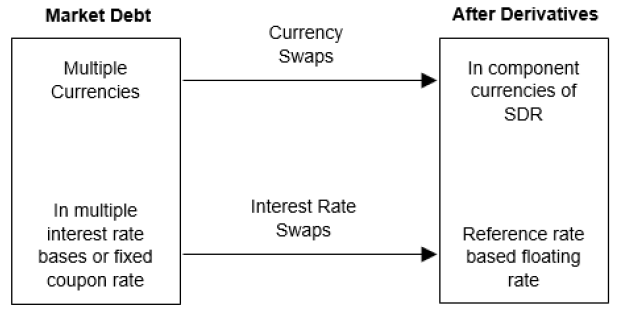 Market Debt
After Derivatives
Multiple
Currencies
Currency
Swaps
In component
currencies of
SDR
In multiple
interest rate
bases or fixed
coupon rate
Interest Rate
Swaps
Reference rate
based floating
rate